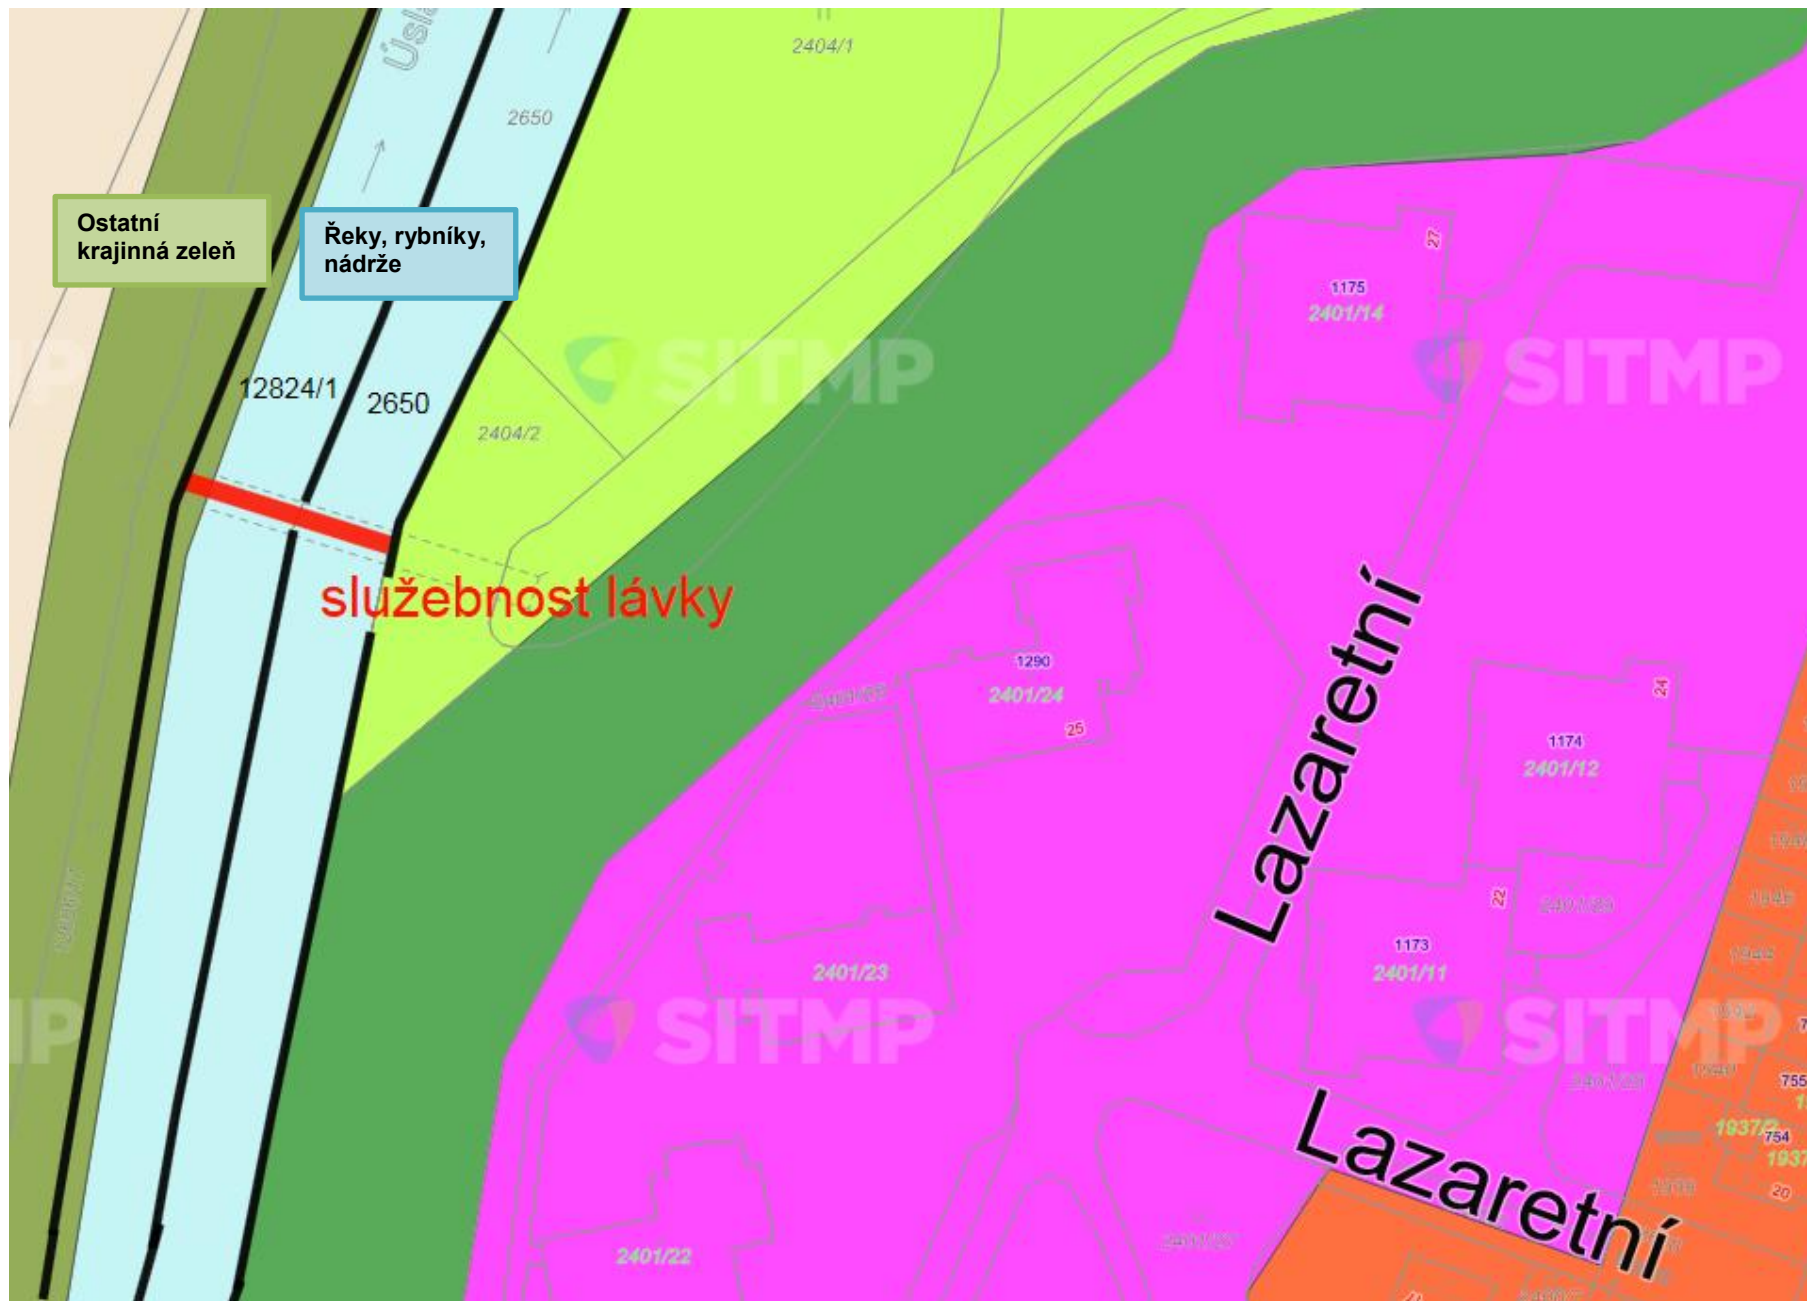 2404/1
2650
Ostatní
krajinná zeleň
Řeky, rybníky,
nádrže
27
1175
2401/14
SITMP
SITMP
12824/1
2650
2404/2
služebnost lávky
Lazaretní
1290
2401/24
25
24
1174
2401/12
22
1173
2401/11
2401/23
SITMP
SITMP
1944
755
754
1937
20
Lazaretní
2401/22